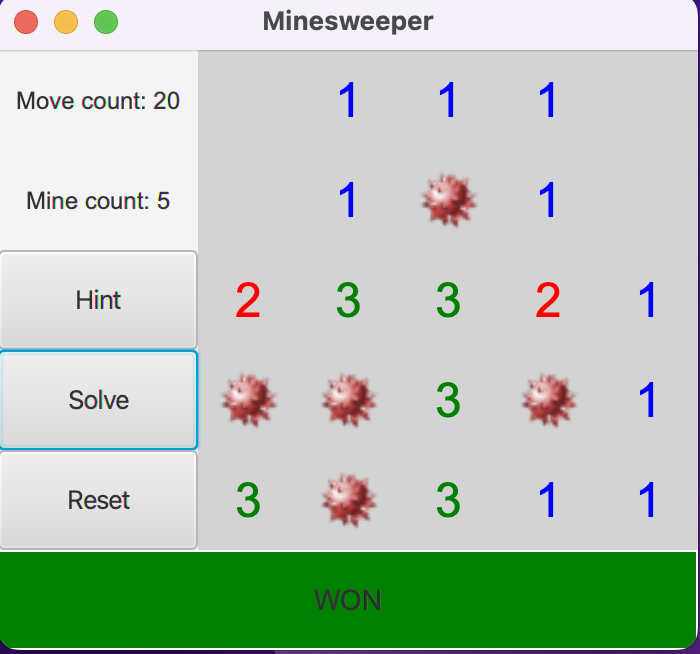 Minesweeper
Move count: 20
1 1 1
Mine count: 5
1 1
Hint
2 3 3 2 1
Solve
3 1
Reset
3 3 1 1
WON